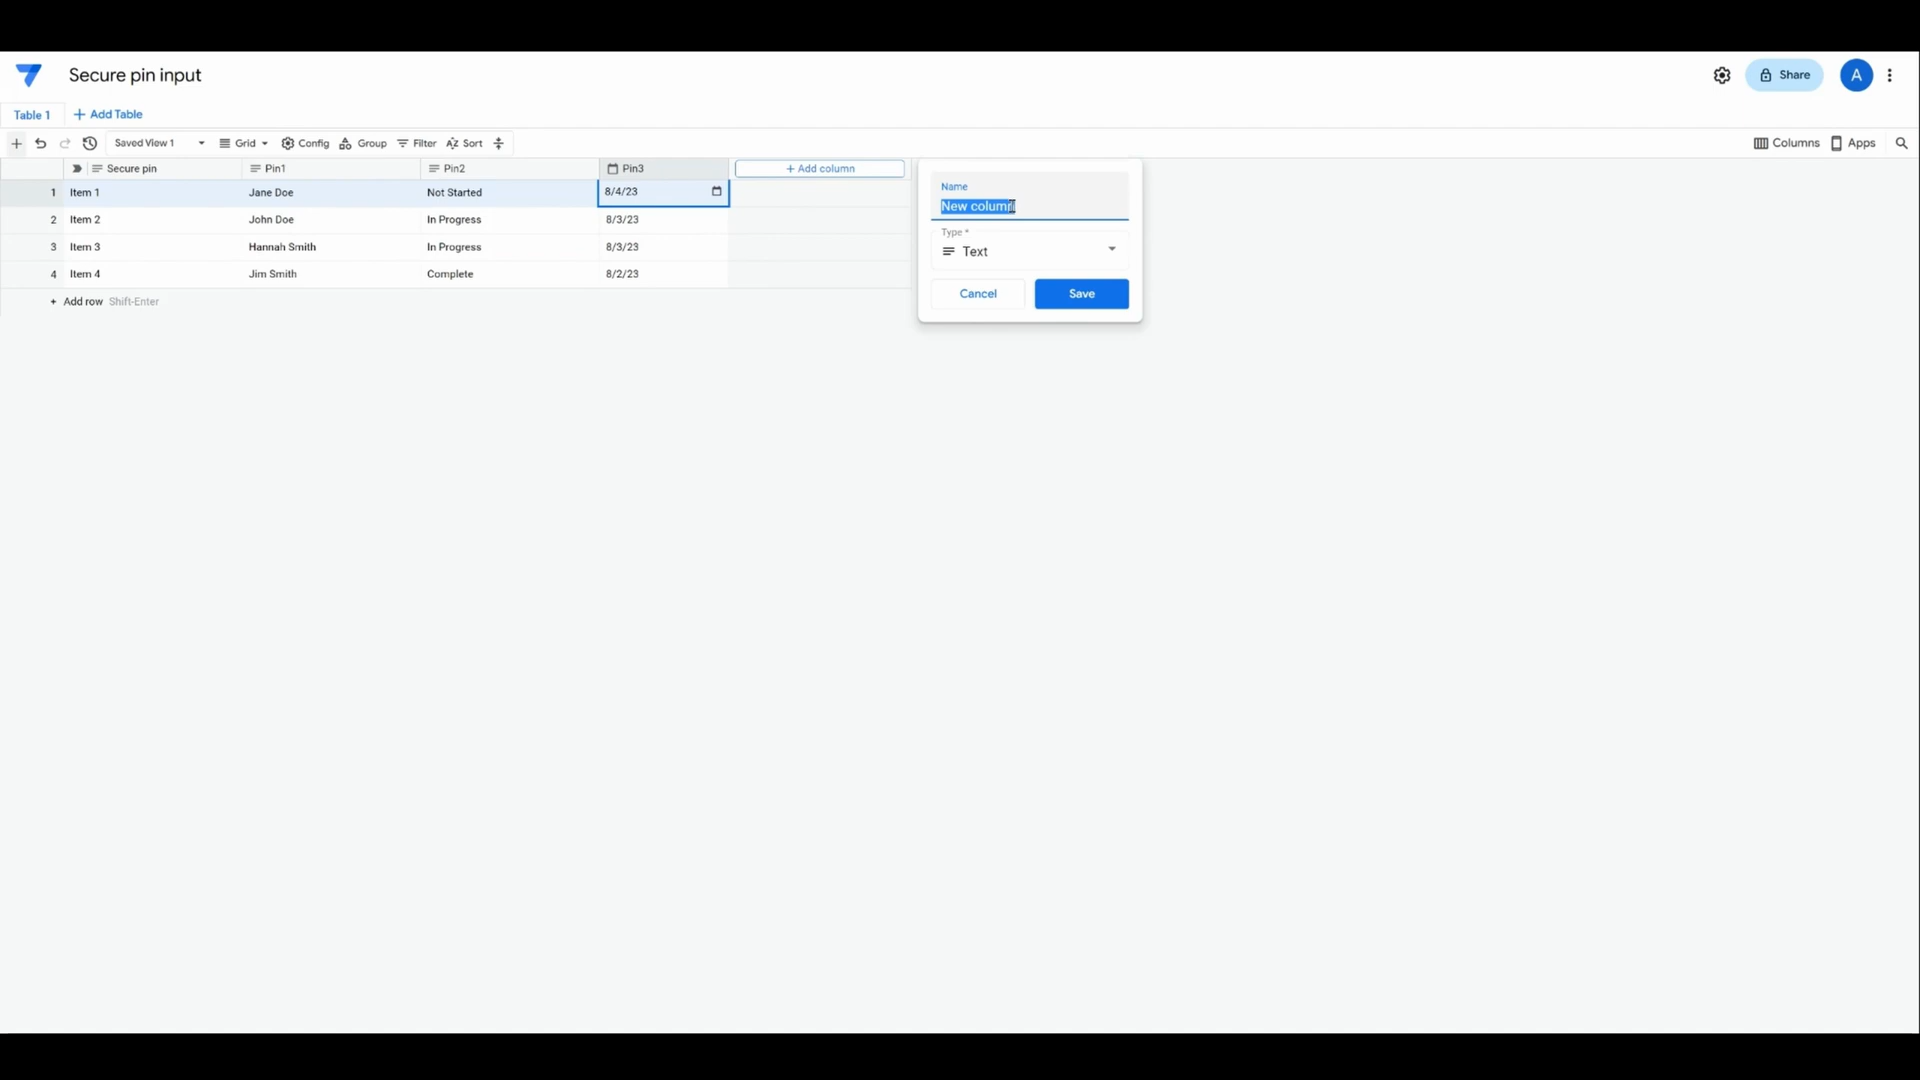 Secure pin input
Share
A
Table 1
Add Table
Saved View 1
Grid
Config
Group
Filter
Sort
Columns
Apps
Secure pin
Pin1
Pin2
Pin3
+ Add column
1 Item 1 Jane Doe Not Started 8/4/23
2 Item 2 John Doe In Progress 8/3/23
3 Item 3 Hannah Smith In Progress 8/3/23
4 Item 4 Jim Smith Complete 8/2/23
+ Add row Shift-Enter
Name
New column
Type *
Text
Cancel
Save